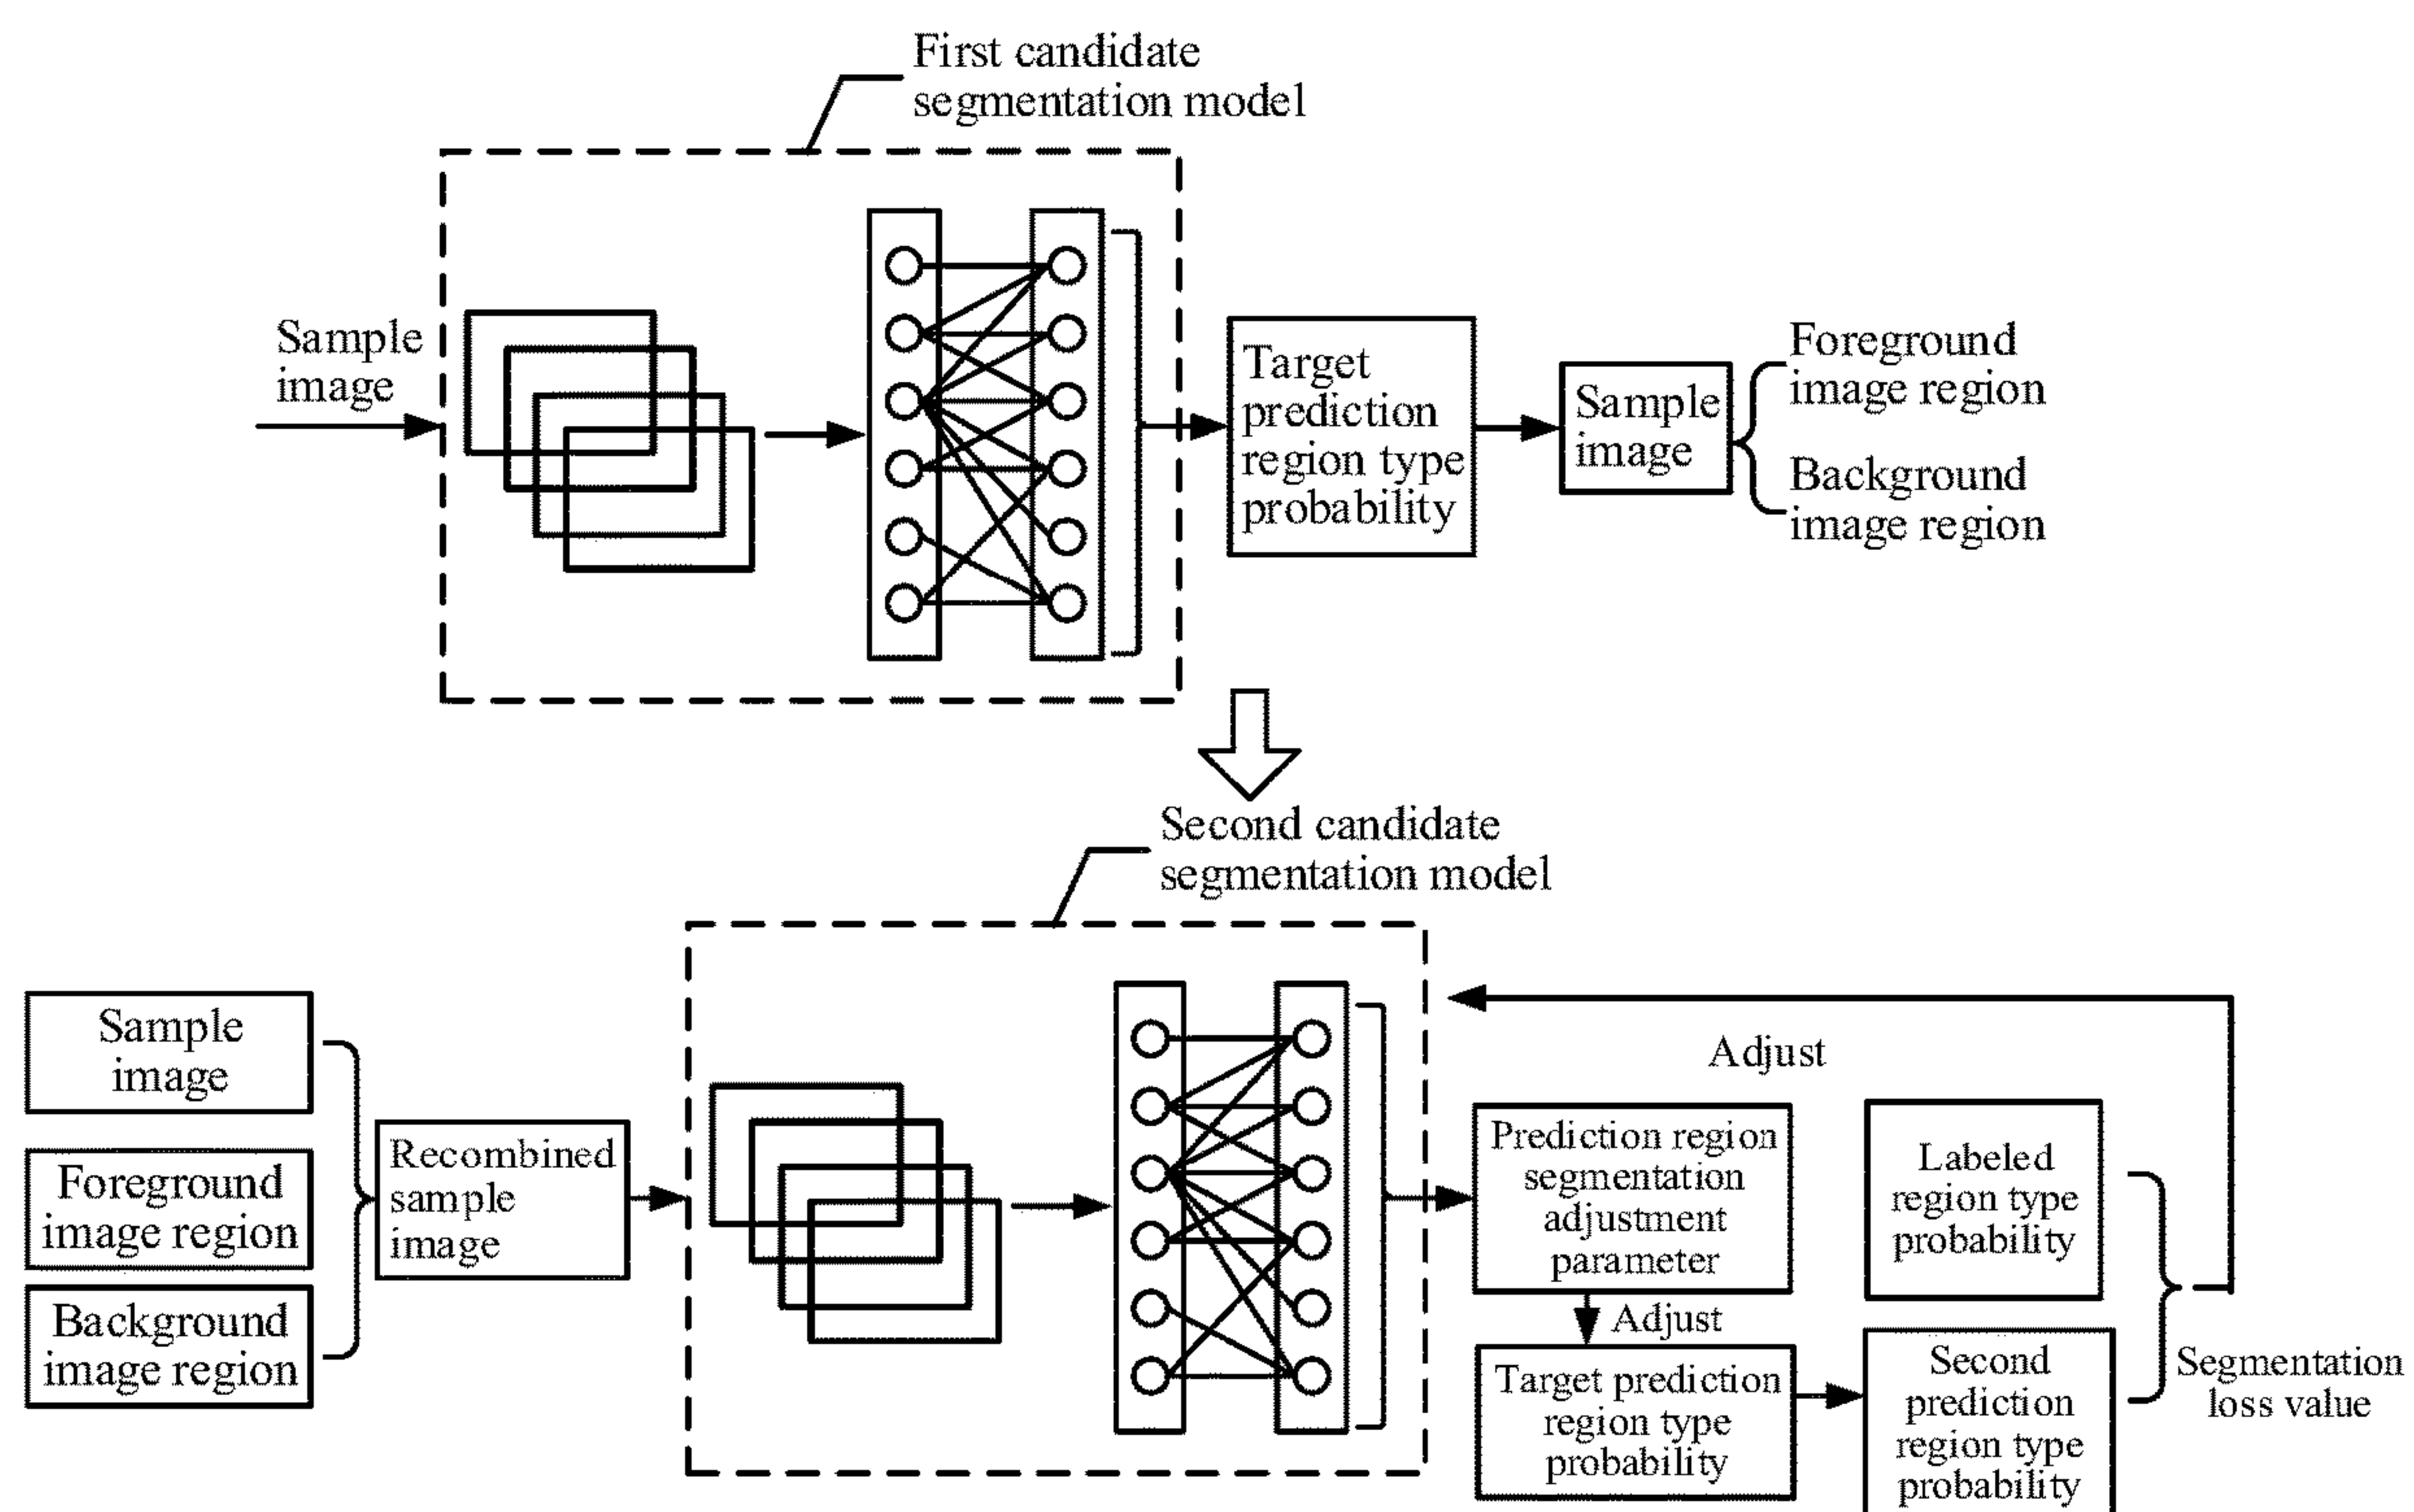 First candidate
segmentation model
Sample
image
Target
prediction
region type
probability
Sample
image
Foreground
image region
Background
image region
Second candidate
segmentation model
Sample
image
Foreground
image region
Background
image region
Recombined
sample
image
Adjust
Prediction region
segmentation
adjustment
parameter
Adjust
Target prediction
region type
probability
Labeled
region type
probability
Second
prediction
region type
probability
Segmentation
loss value